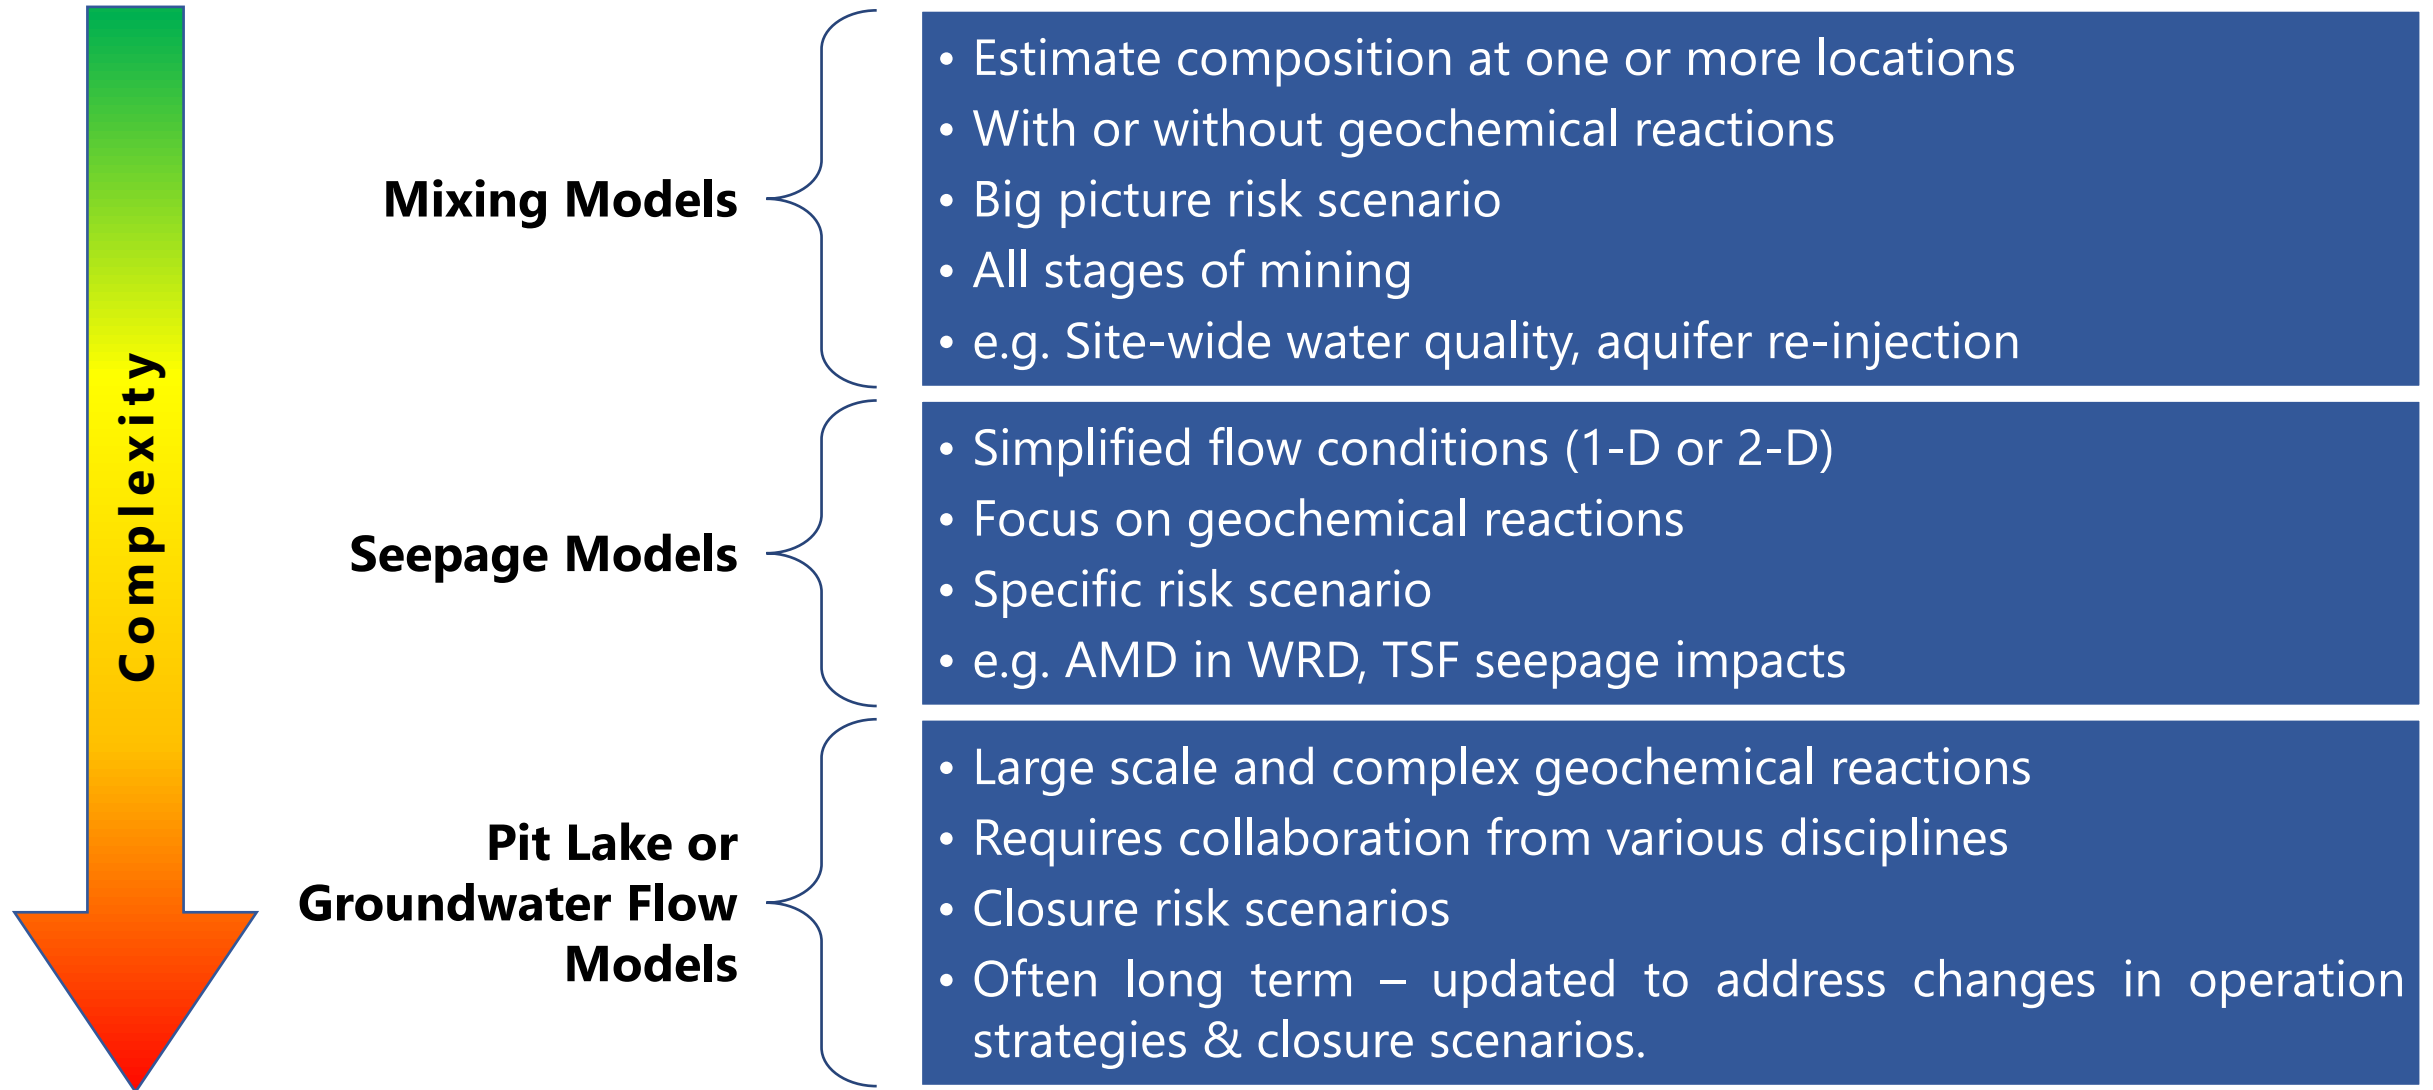 Complexity
Mixing Models
• Estimate composition at one or more locations
• With or without geochemical reactions
• Big picture risk scenario
• All stages of mining
• e.g. Site-wide water quality, aquifer re-injection
Seepage Models
• Simplified flow conditions (1-D or 2-D)
• Focus on geochemical reactions
• Specific risk scenario
• e.g. AMD in WRD, TSF seepage impacts
Pit Lake or
Groundwater Flow
Models
• Large scale and complex geochemical reactions
• Requires collaboration from various disciplines
• Closure risk scenarios
• Often long term – updated to address changes in operation
strategies & closure scenarios.